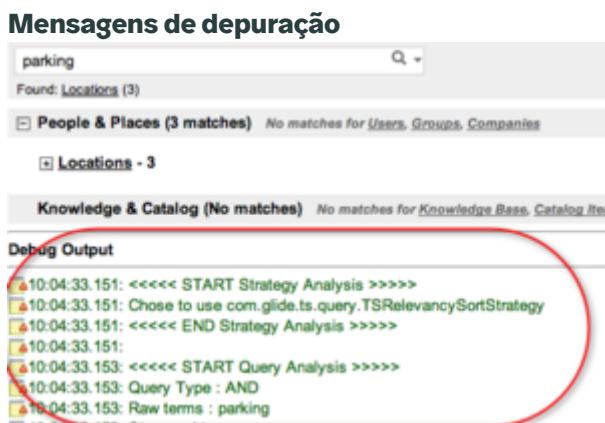 Mensagens de depuração
parking
Found: Locations (3)
People & Places (3 matches) No matches for Users, Groups, Companies
Locations - 3
Knowledge & Catalog (No matches) No matches for Knowledge Base, Catalog Ite
Debug Output
10:04:33.151: <<<<< START Strategy Analysis >>>>>
10:04:33.151: Chose to use com.glide.ts.query.TSRelevancySortStrategy
10:04:33.151: <<<<< END Strategy Analysis >>>>>
10:04:33.151:
10:04:33.153: <<<<< START Query Analysis >>>>>
10:04:33.153: Query Type : AND
10:04:33.153: Raw terms : parking